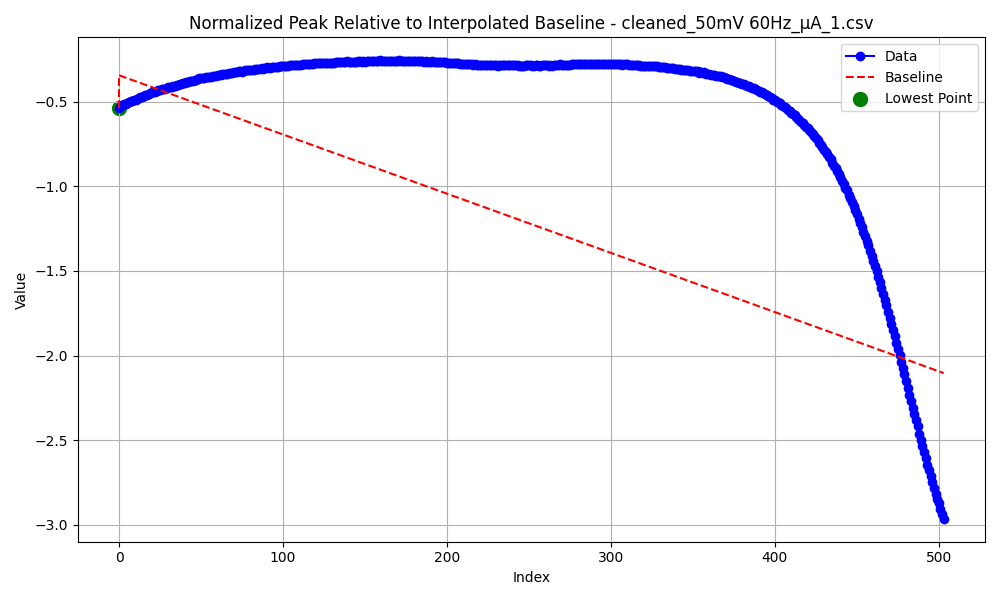 Normalized Peak Relative to Interpolated Baseline - cleaned_50mV 60Hz_μA_1.csv
Data
Baseline
Lowest Point
Value
−0.5
−1.0
−1.5
−2.0
−2.5
−3.0
0 100 200 300 400 500
Index